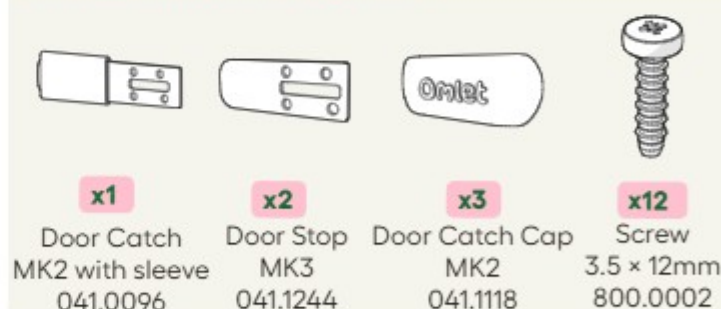 Omlet
x1
x2
x3
x12
Door Catch
MK2 with sleeve
041.0096
Door Stop
MK3
041.1244
Door Catch Cap
MK2
041.1118
Screw
3.5 × 12mm
800.0002